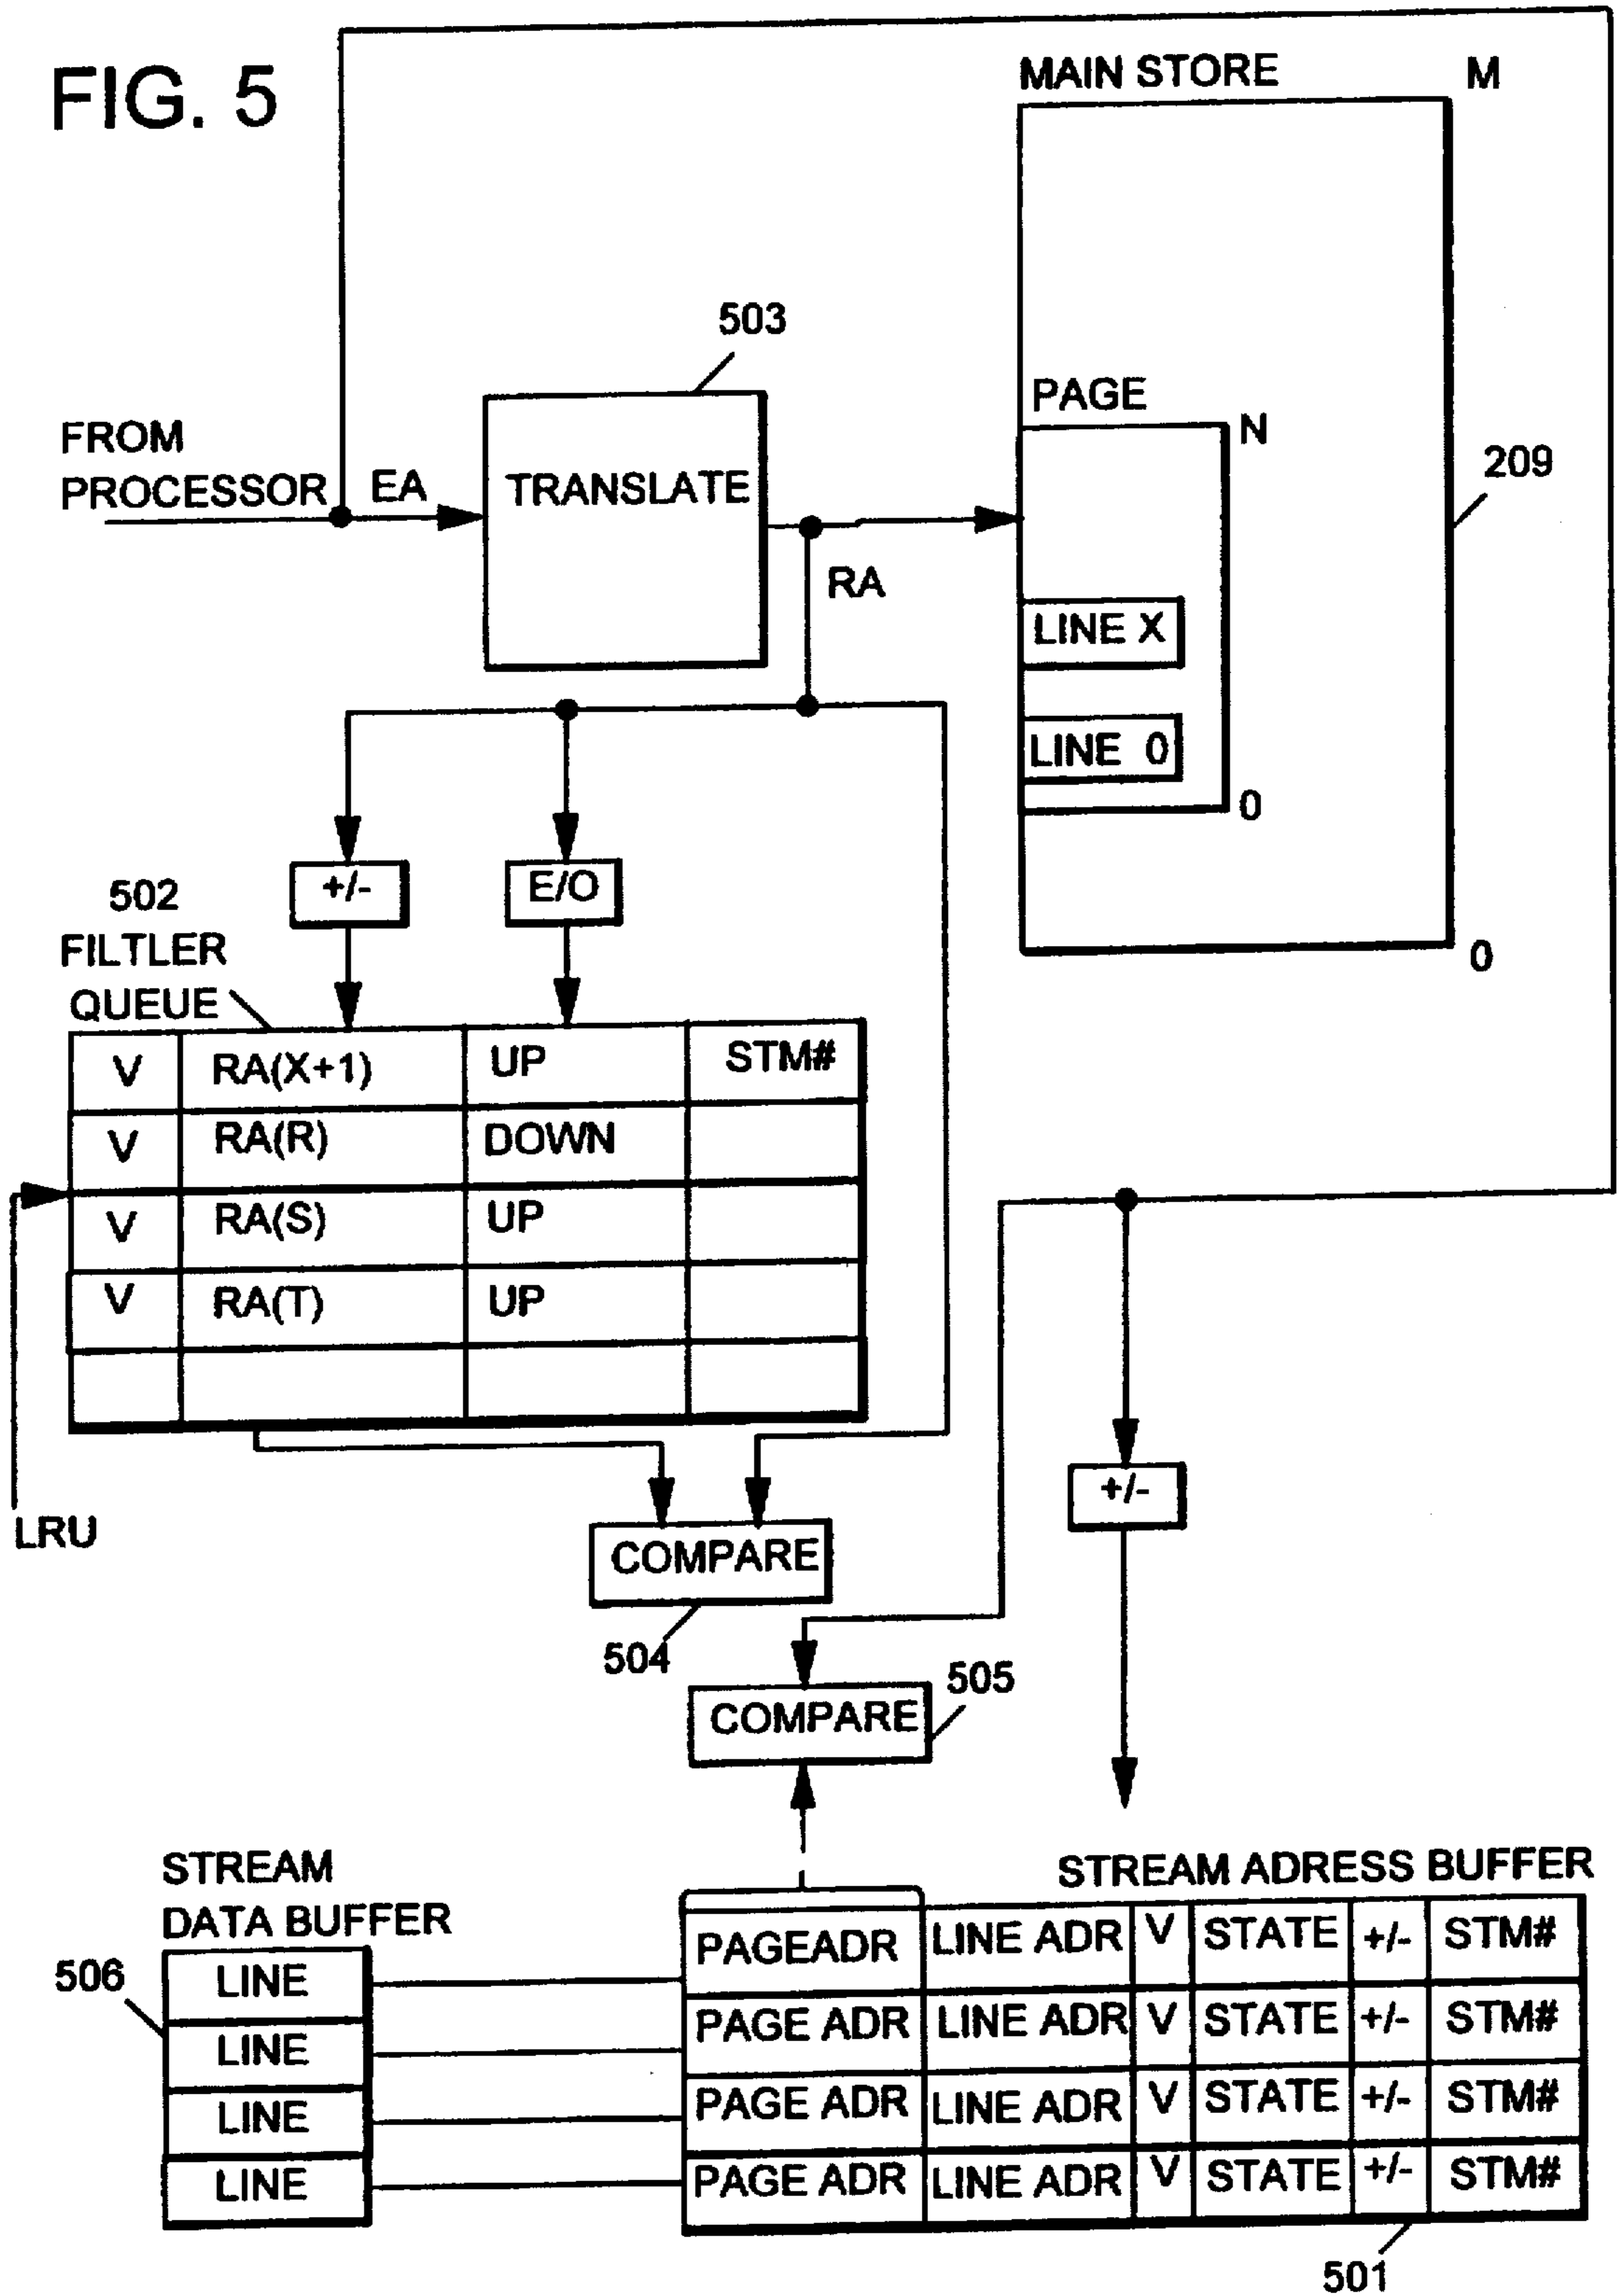 FIG. 5
MAIN STORE M
503
PAGE
N
FROM
PROCESSOR EA
TRANSLATE
209
RA
LINE X
LINE 0
0
0
+/-
E/O
502
FILTLER
QUEUE
V RA(X+1) UP STM#
V RA(R) DOWN
V RA(S) UP
V RA(T) UP
LRU
+/-
COMPARE
504
505
COMPARE
STREAM
DATA BUFFER
STREAM ADRESS BUFFER
506
LINE PAGEADR LINE ADR V STATE +/- STM#
LINE PAGE ADR LINE ADR V STATE +/- STM#
LINE PAGE ADR LINE ADR V STATE +/- STM#
LINE PAGE ADR LINE ADR V STATE +/- STM#
501